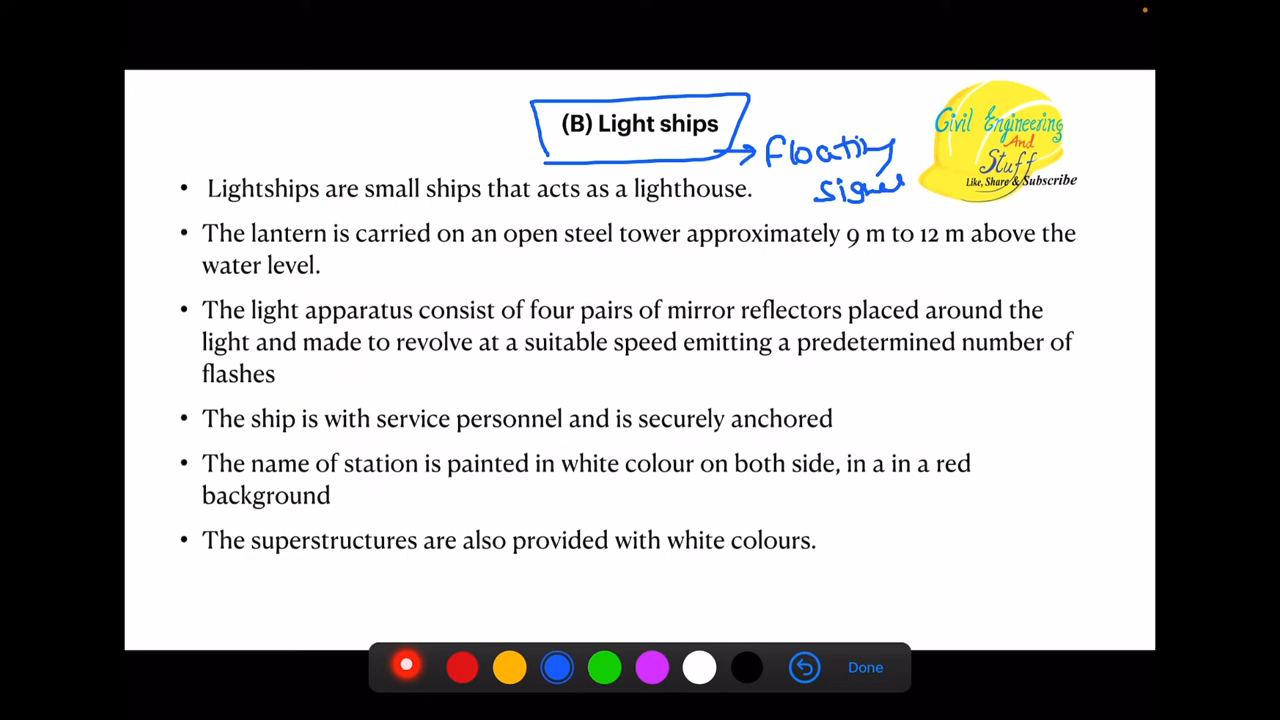 (B) Light ships
Floating
signal
Civil Engineering
And
Stuff
Like, Share & Subscribe
• Lightships are small ships that acts as a lighthouse.
• The lantern is carried on an open steel tower approximately 9 m to 12 m above the
water level.
• The light apparatus consist of four pairs of mirror reflectors placed around the
light and made to revolve at a suitable speed emitting a predetermined number of
flashes
• The ship is with service personnel and is securely anchored
• The name of station is painted in white colour on both side, in a in a red
background
• The superstructures are also provided with white colours.
Done